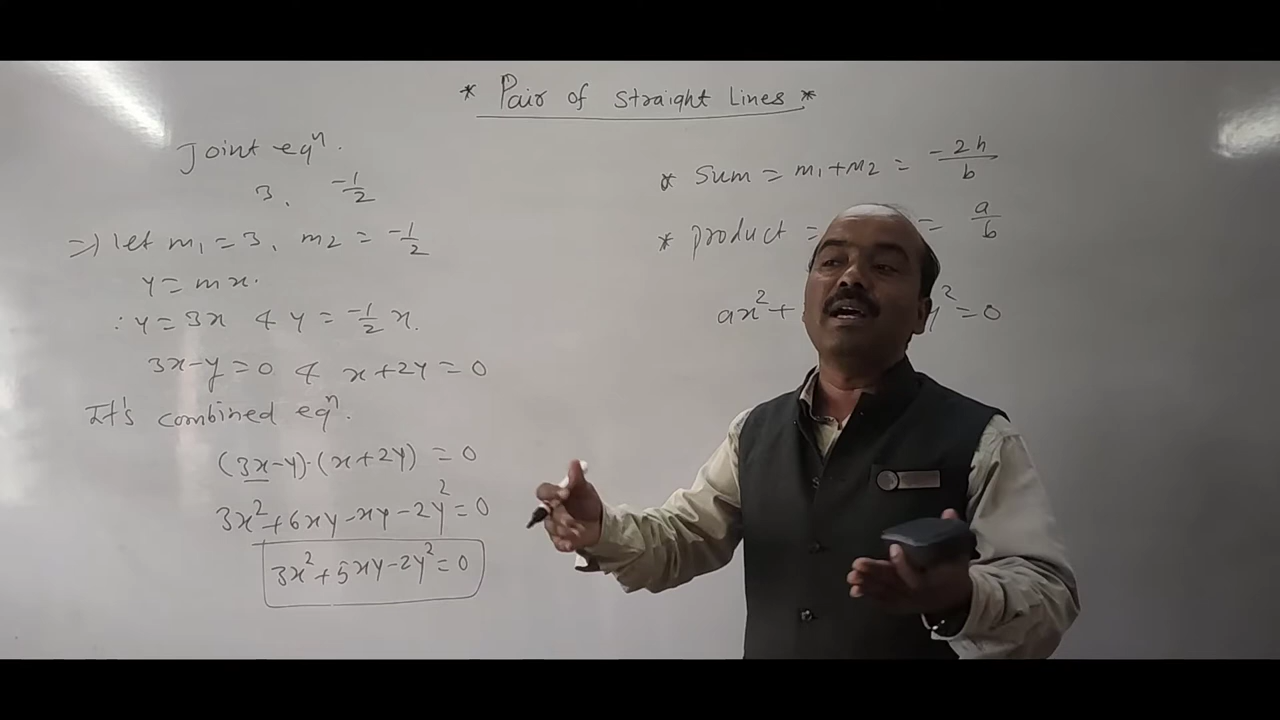 * Pair of Straight Lines *
Joint eqⁿ.
3, -1/2
=> let m₁ = 3, m₂ = -1/2
y = mx.
∴ y = 3x & y = -1/2 x.
3x-y = 0 & x+2y = 0
It's combined eqⁿ.
(3x-y)·(x+2y) = 0
3x²+6xy-xy-2y² = 0
3x²+5xy-2y² = 0
* Sum = m₁+m₂ = -2h/b
* product = = a/b
ax²+ y² = 0